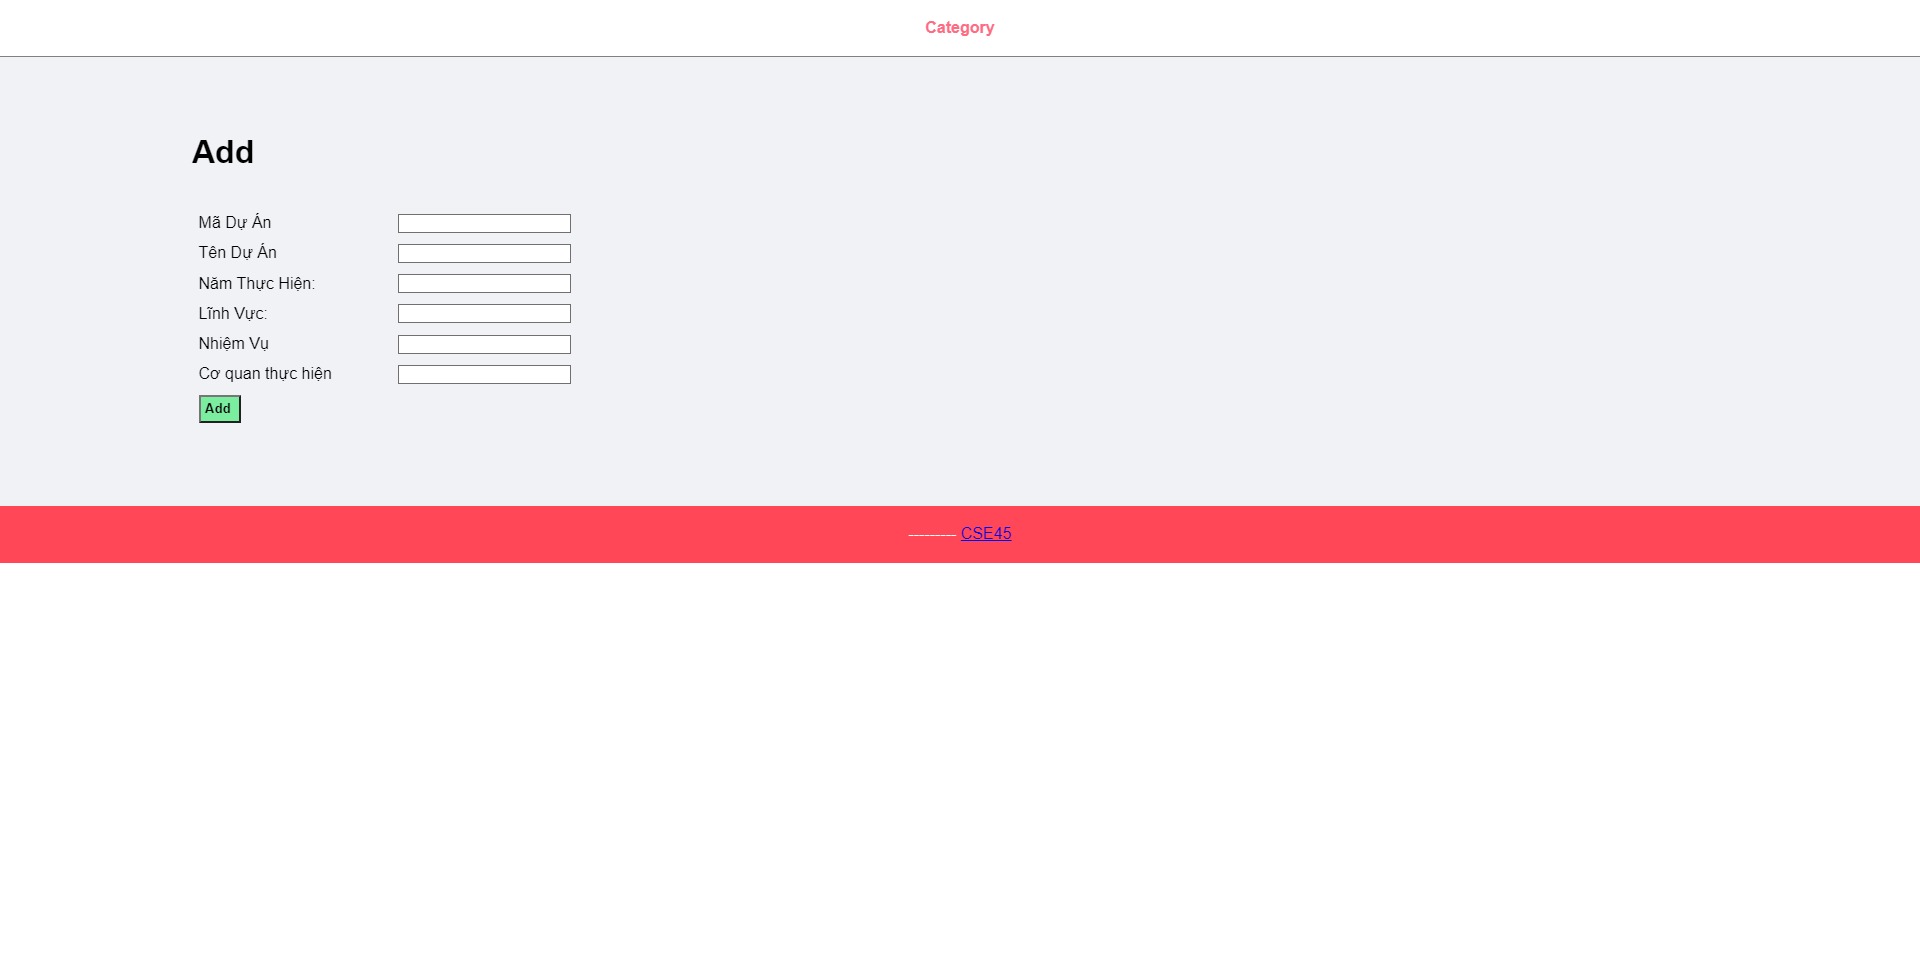 Category
Add
Mã Dự Án
Tên Dự Án
Năm Thực Hiện:
Lĩnh Vực:
Nhiệm Vụ
Cơ quan thực hiện
Add
--------- CSE45